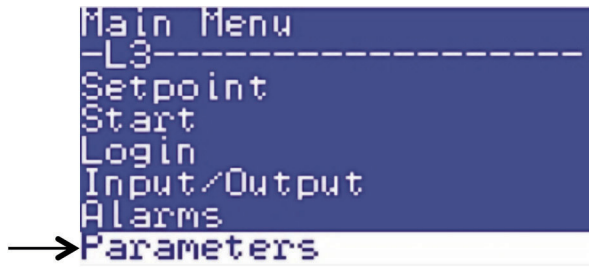 Main Menu
-L3-------------------
Setpoint
Start
Login
Input/Output
Alarms
Parameters